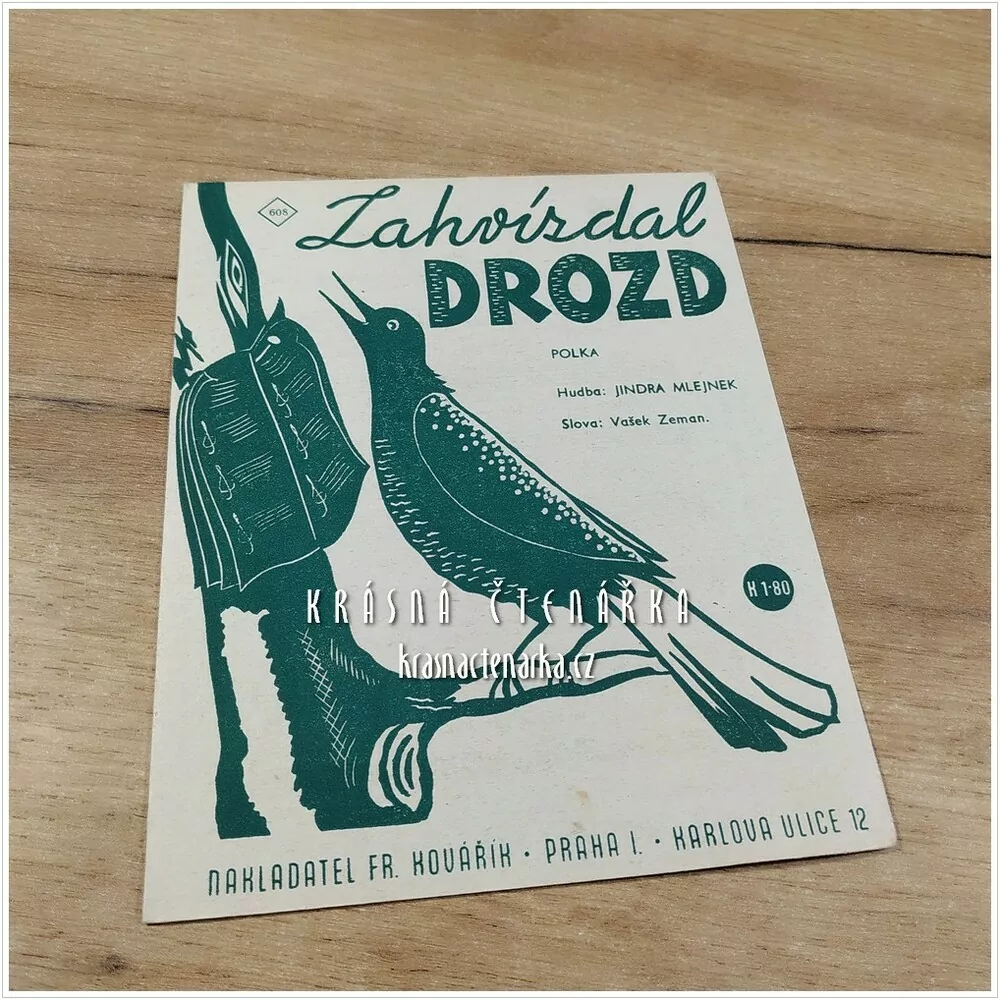 608
Zahvízdal
DROZD
POLKA
Hudba: JINDRA MLEJNEK
Slova: Vašek Zeman.
K 1·80
KRÁSNÁ ČTENÁŘKA
krasnactenarka.cz
NAKLADATEL FR. KOVÁŘÍK · PRAHA I. · KARLOVA ULICE 12